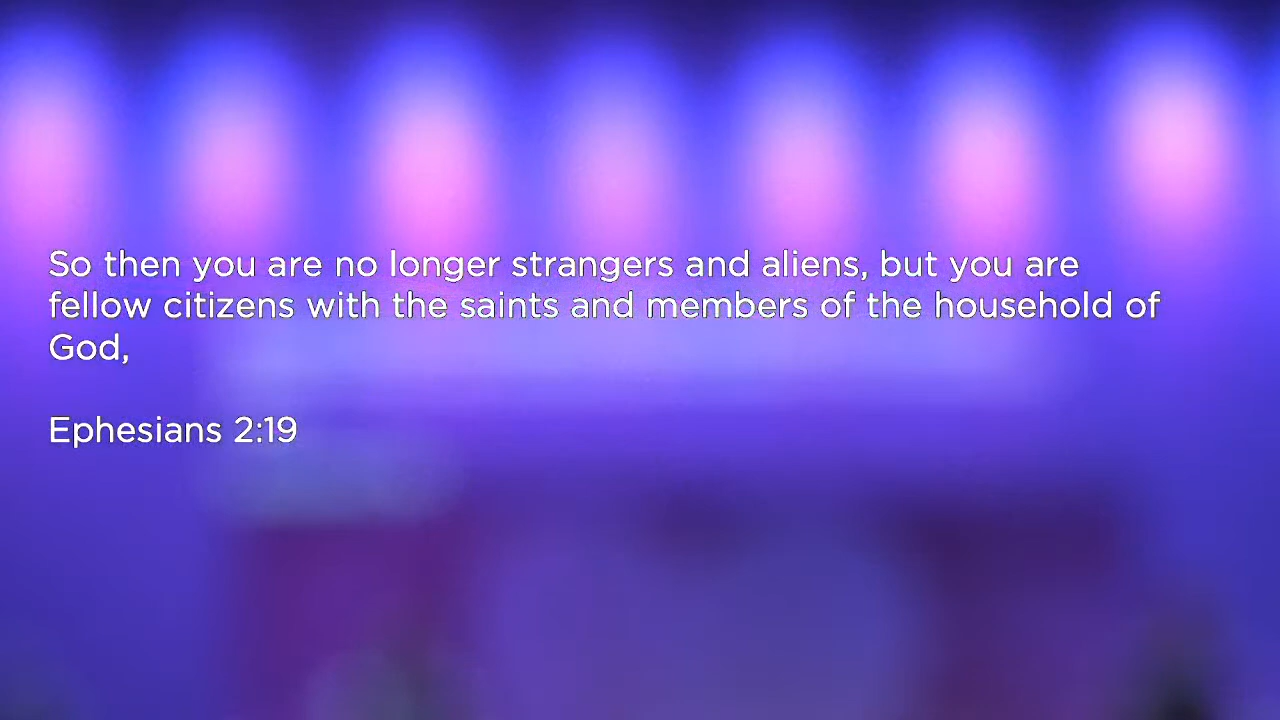 So then you are no longer strangers and aliens, but you are
fellow citizens with the saints and members of the household of
God,
Ephesians 2:19